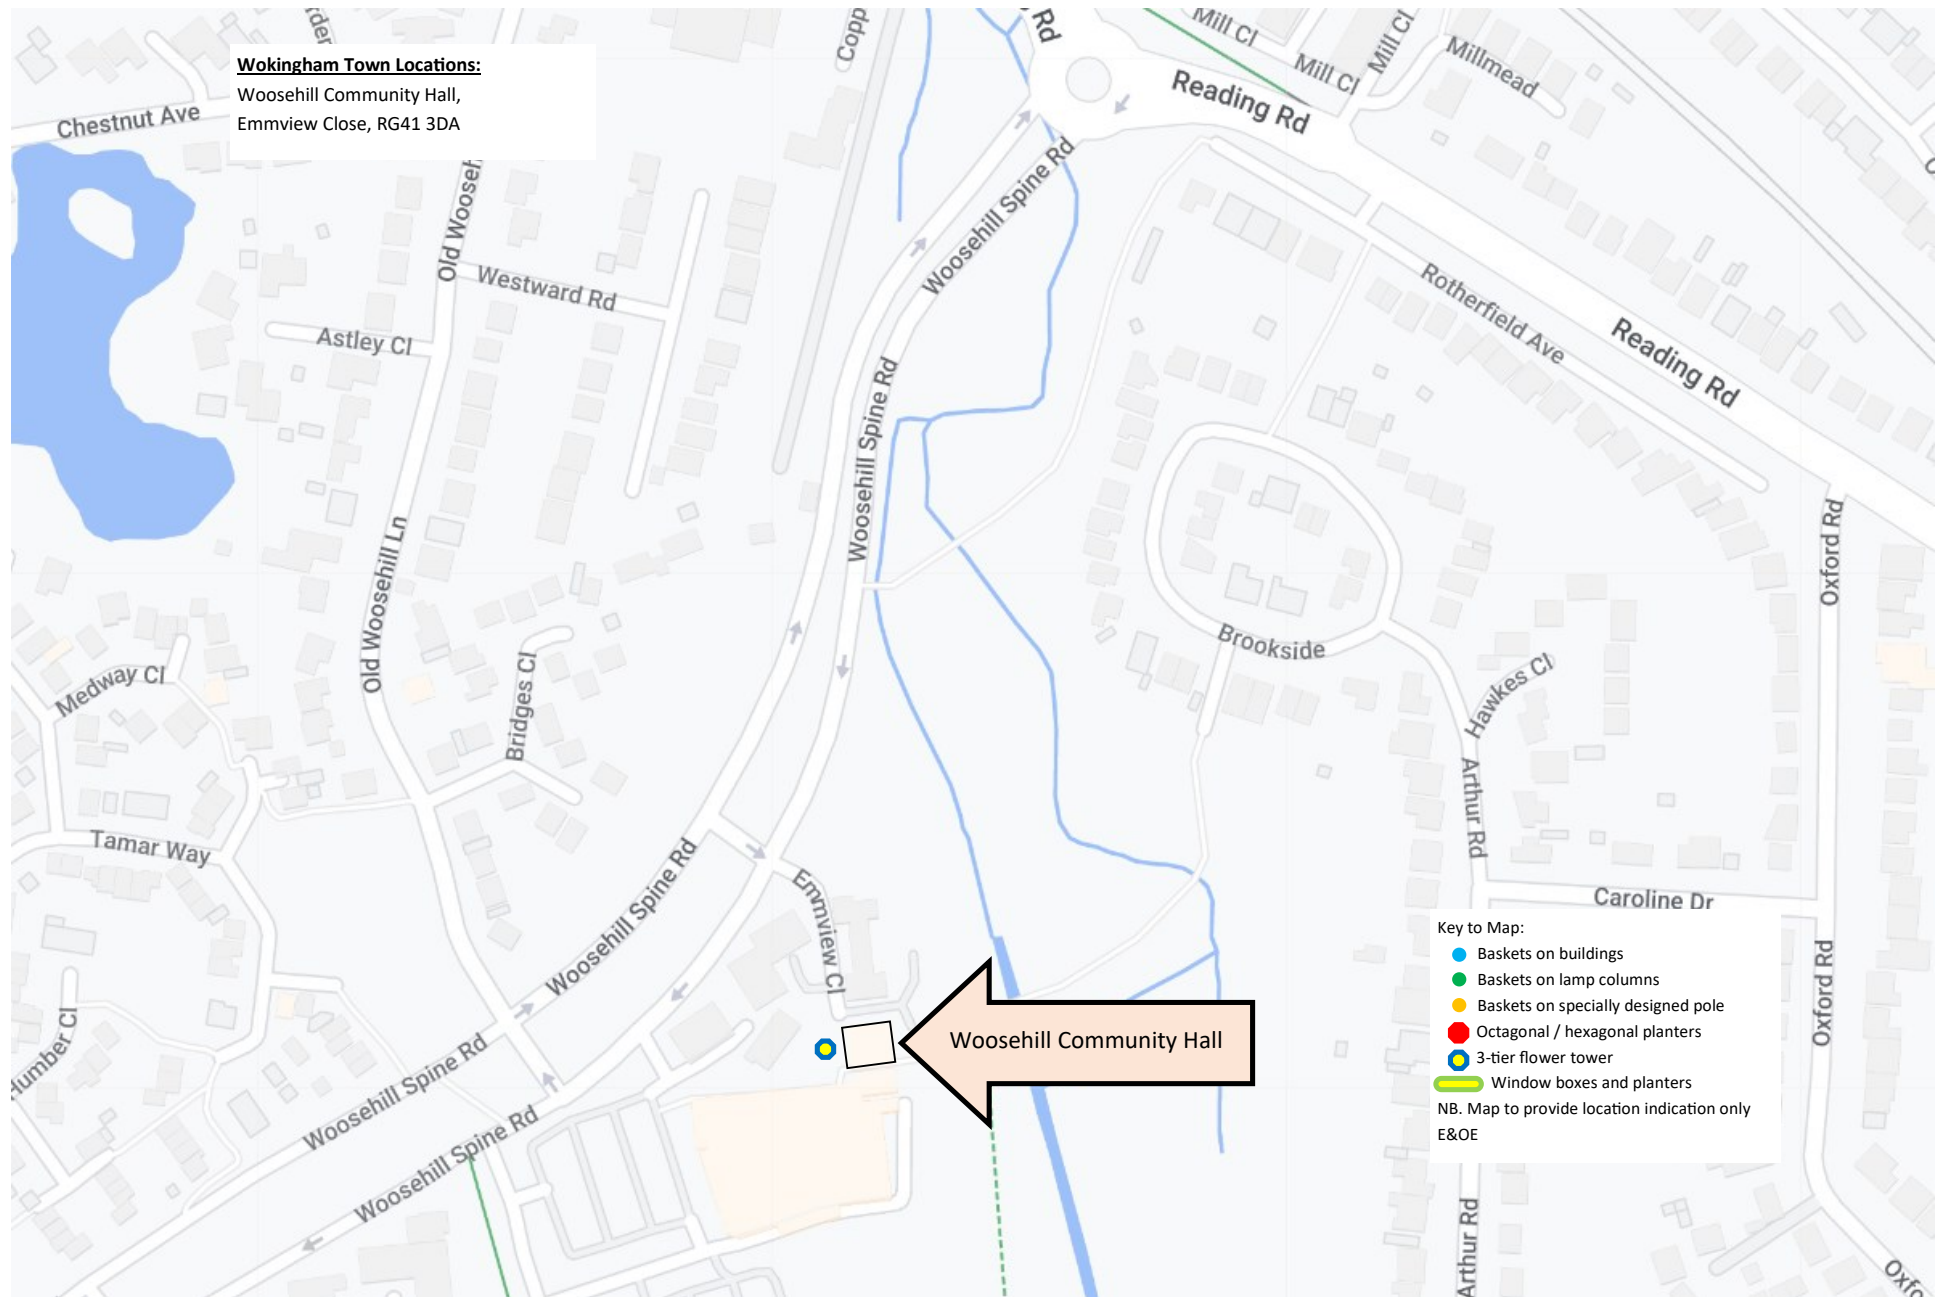 Wokingham Town Locations:
Woosehill Community Hall,
Emmview Close, RG41 3DA
Rd
Reading Rd
Mill Cl
Mill Cl
Mill Cl
Millmead
Chestnut Ave
Woosehill Spine Rd
Westward Rd
Astley Cl
Rotherfield Ave
Reading Rd
Woosehill Spine Rd
Old Woosehill Ln
Oxford Rd
Brookside
Medway Cl
Bridges Cl
Hawkes Cl
Arthur Rd
Tamar Way
Woosehill Spine Rd
Emmview Cl
Caroline Dr
Humber Cl
Woosehill Community Hall
Oxford Rd
Key to Map:
Baskets on buildings
Baskets on lamp columns
Baskets on specially designed pole
Octagonal / hexagonal planters
3-tier flower tower
Window boxes and planters
NB. Map to provide location indication only
E&OE
Woosehill Spine Rd
Woosehill Spine Rd
Arthur Rd